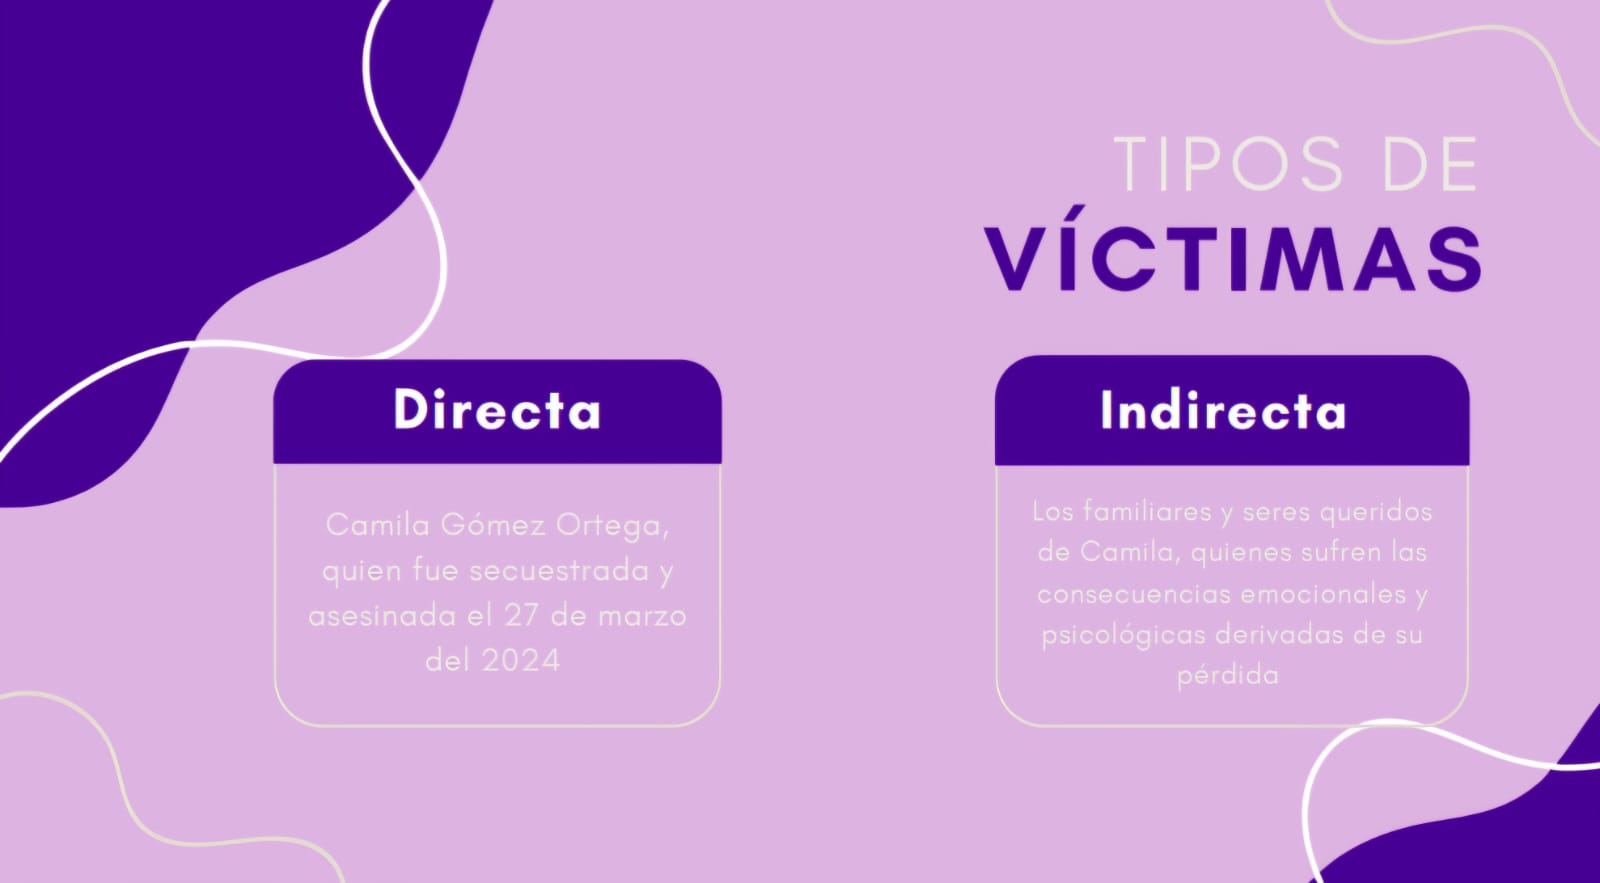 TIPOS DE
VÍCTIMAS
Directa
Camila Gómez Ortega,
quien fue secuestrada y
asesinada el 27 de marzo
del 2024
Indirecta
Los familiares y seres queridos
de Camila, quienes sufren las
consecuencias emocionales y
psicológicas derivadas de su
pérdida